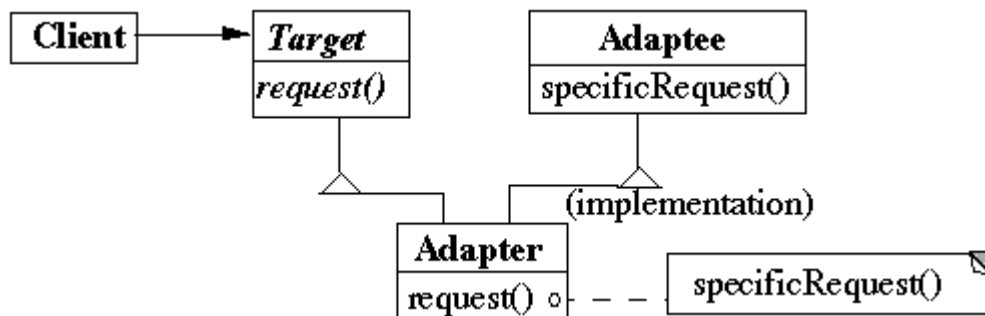 Client
Target
request()
Adaptee
specificRequest()
(implementation)
Adapter
request()
specificRequest()